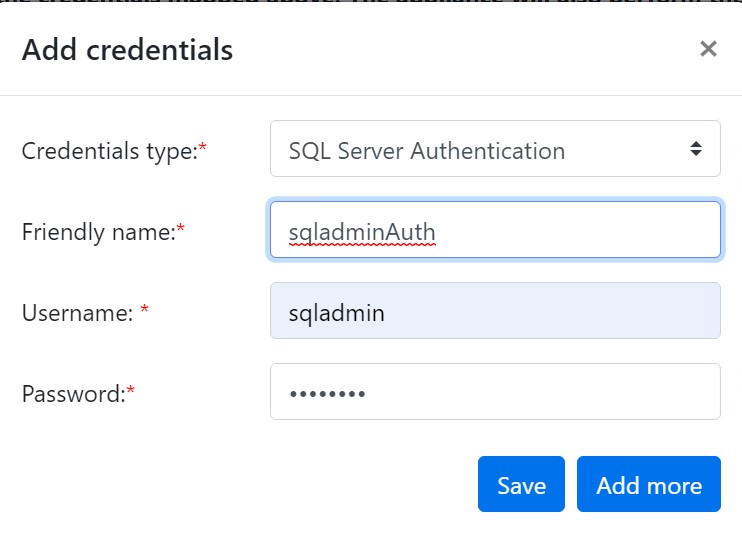 Add credentials ×
Credentials type:* SQL Server Authentication
Friendly name:* sqladminAuth
Username: * sqladmin
Password:* ••••••••
Save Add more